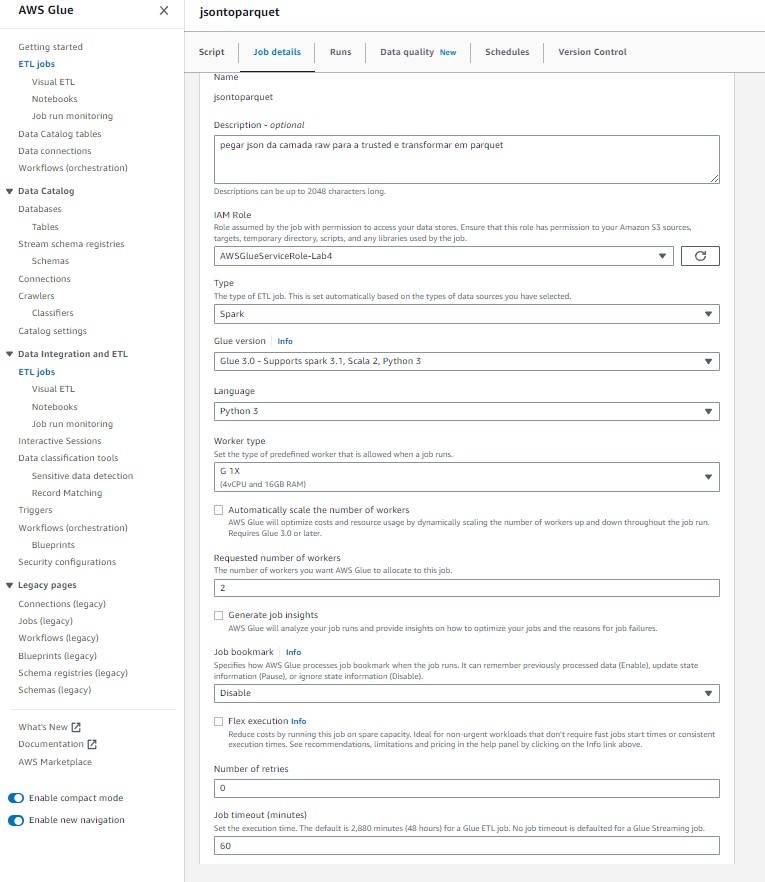 AWS Glue
Getting started
ETL jobs
Visual ETL
Notebooks
Job run monitoring
Data Catalog tables
Data connections
Workflows (orchestration)
Data Catalog
Databases
Tables
Stream schema registries
Schemas
Connections
Crawlers
Classifiers
Catalog settings
Data Integration and ETL
ETL jobs
Visual ETL
Notebooks
Job run monitoring
Interactive Sessions
Data classification tools
Sensitive data detection
Record Matching
Triggers
Workflows (orchestration)
Blueprints
Security configurations
Legacy pages
Connections (legacy)
Jobs (legacy)
Workflows (legacy)
Blueprints (legacy)
Schema registries (legacy)
Schemas (legacy)
What's New
Documentation
AWS Marketplace
Enable compact mode
Enable new navigation
jsontoparquet
Script Job details Runs Data quality New Schedules Version Control
Name
jsontoparquet
Description - optional
pegar json da camada raw para a trusted e transformar em parquet
Descriptions can be up to 2048 characters long.
IAM Role
Role assumed by the job with permission to access your data stores. Ensure that this role has permission to your Amazon S3 sources,
targets, temporary directory, scripts, and any libraries used by the job.
AWSGlueServiceRole-Lab4
Type
The type of ETL job. This is set automatically based on the types of data sources you have selected.
Spark
Glue version Info
Glue 3.0 - Supports spark 3.1, Scala 2, Python 3
Language
Python 3
Worker type
Set the type of predefined worker that is allowed when a job runs.
G 1X
(4vCPU and 16GB RAM)
Automatically scale the number of workers
AWS Glue will optimize costs and resource usage by dynamically scaling the number of workers up and down throughout the job run.
Requires Glue 3.0 or later.
Requested number of workers
The number of workers you want AWS Glue to allocate to this job.
2
Generate job insights
AWS Glue will analyze your job runs and provide insights on how to optimize your jobs and the reasons for job failures.
Job bookmark Info
Specifies how AWS Glue processes job bookmark when the job runs. It can remember previously processed data (Enable), update state
information (Pause), or ignore state information (Disable).
Disable
Flex execution Info
Reduce costs by running this job on spare capacity. Ideal for non-urgent workloads that don't require fast jobs start times or consistent
execution times. See recommendations, limitations and pricing in the help panel by clicking on the Info link above.
Number of retries
0
Job timeout (minutes)
Set the execution time. The default is 2,880 minutes (48 hours) for a Glue ETL job. No job timeout is defaulted for a Glue Streaming job.
60